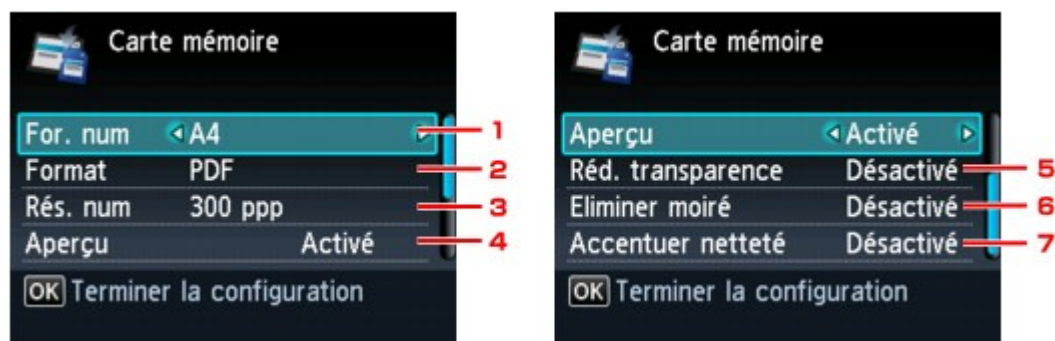 Carte mémoire
For. num A4 1
Format PDF 2
Rés. num 300 ppp 3
Aperçu Activé 4
OK Terminer la configuration
Carte mémoire
Aperçu Activé
Réd. transparence Désactivé 5
Eliminer moiré Désactivé 6
Accentuer netteté Désactivé 7
OK Terminer la configuration